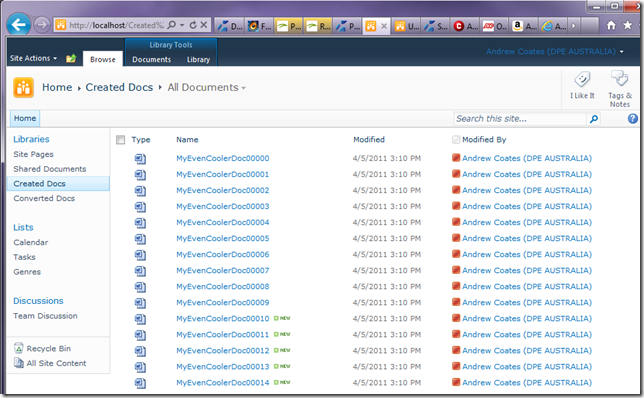 http://localhost/Created%
D... F... P... R... P... U... S... C A... O... A... A...
Library Tools
Site Actions Browse Documents Library Andrew Coates (DPE AUSTRALIA)
Home Created Docs All Documents
I Like It Tags & Notes
Home Search this site...
Libraries
Site Pages
Shared Documents
Created Docs
Converted Docs
Lists
Calendar
Tasks
Genres
Discussions
Team Discussion
Recycle Bin
All Site Content
Type Name Modified Modified By
MyEvenCoolerDoc00000 4/5/2011 3:10 PM Andrew Coates (DPE AUSTRALIA)
MyEvenCoolerDoc00001 4/5/2011 3:10 PM Andrew Coates (DPE AUSTRALIA)
MyEvenCoolerDoc00002 4/5/2011 3:10 PM Andrew Coates (DPE AUSTRALIA)
MyEvenCoolerDoc00003 4/5/2011 3:10 PM Andrew Coates (DPE AUSTRALIA)
MyEvenCoolerDoc00004 4/5/2011 3:10 PM Andrew Coates (DPE AUSTRALIA)
MyEvenCoolerDoc00005 4/5/2011 3:10 PM Andrew Coates (DPE AUSTRALIA)
MyEvenCoolerDoc00006 4/5/2011 3:10 PM Andrew Coates (DPE AUSTRALIA)
MyEvenCoolerDoc00007 4/5/2011 3:10 PM Andrew Coates (DPE AUSTRALIA)
MyEvenCoolerDoc00008 4/5/2011 3:10 PM Andrew Coates (DPE AUSTRALIA)
MyEvenCoolerDoc00009 4/5/2011 3:10 PM Andrew Coates (DPE AUSTRALIA)
MyEvenCoolerDoc00010 NEW 4/5/2011 3:10 PM Andrew Coates (DPE AUSTRALIA)
MyEvenCoolerDoc00011 NEW 4/5/2011 3:10 PM Andrew Coates (DPE AUSTRALIA)
MyEvenCoolerDoc00012 NEW 4/5/2011 3:10 PM Andrew Coates (DPE AUSTRALIA)
MyEvenCoolerDoc00013 NEW 4/5/2011 3:10 PM Andrew Coates (DPE AUSTRALIA)
MyEvenCoolerDoc00014 NEW 4/5/2011 3:10 PM Andrew Coates (DPE AUSTRALIA)